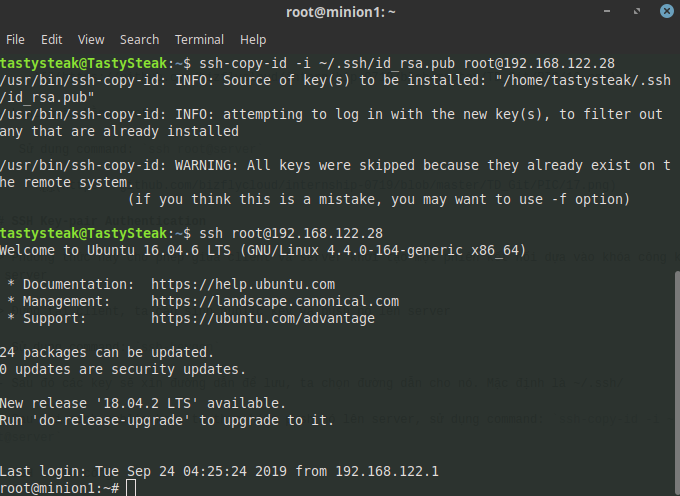 root@minion1: ~
File Edit View Search Terminal Help
tastysteak@TastySteak:~$ ssh-copy-id -i ~/.ssh/id_rsa.pub root@192.168.122.28
/usr/bin/ssh-copy-id: INFO: Source of key(s) to be installed: "/home/tastysteak/.ssh
/id_rsa.pub"
/usr/bin/ssh-copy-id: INFO: attempting to log in with the new key(s), to filter out
any that are already installed
/usr/bin/ssh-copy-id: WARNING: All keys were skipped because they already exist on t
he remote system.
(if you think this is a mistake, you may want to use -f option)
tastysteak@TastySteak:~$ ssh root@192.168.122.28
Welcome to Ubuntu 16.04.6 LTS (GNU/Linux 4.4.0-164-generic x86_64)
* Documentation: https://help.ubuntu.com
* Management: https://landscape.canonical.com
* Support: https://ubuntu.com/advantage
24 packages can be updated.
0 updates are security updates.
New release '18.04.2 LTS' available.
Run 'do-release-upgrade' to upgrade to it.
Last login: Tue Sep 24 04:25:24 2019 from 192.168.122.1
root@minion1:~#